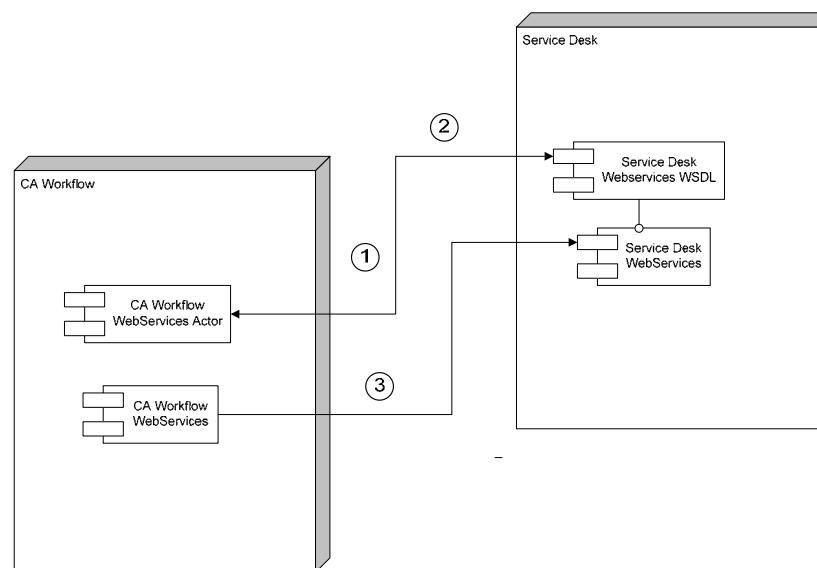 Service Desk
2
Service Desk
Webservices WSDL
CA Workflow
Service Desk
WebServices
1
CA Workflow
WebServices Actor
3
CA Workflow
WebServices